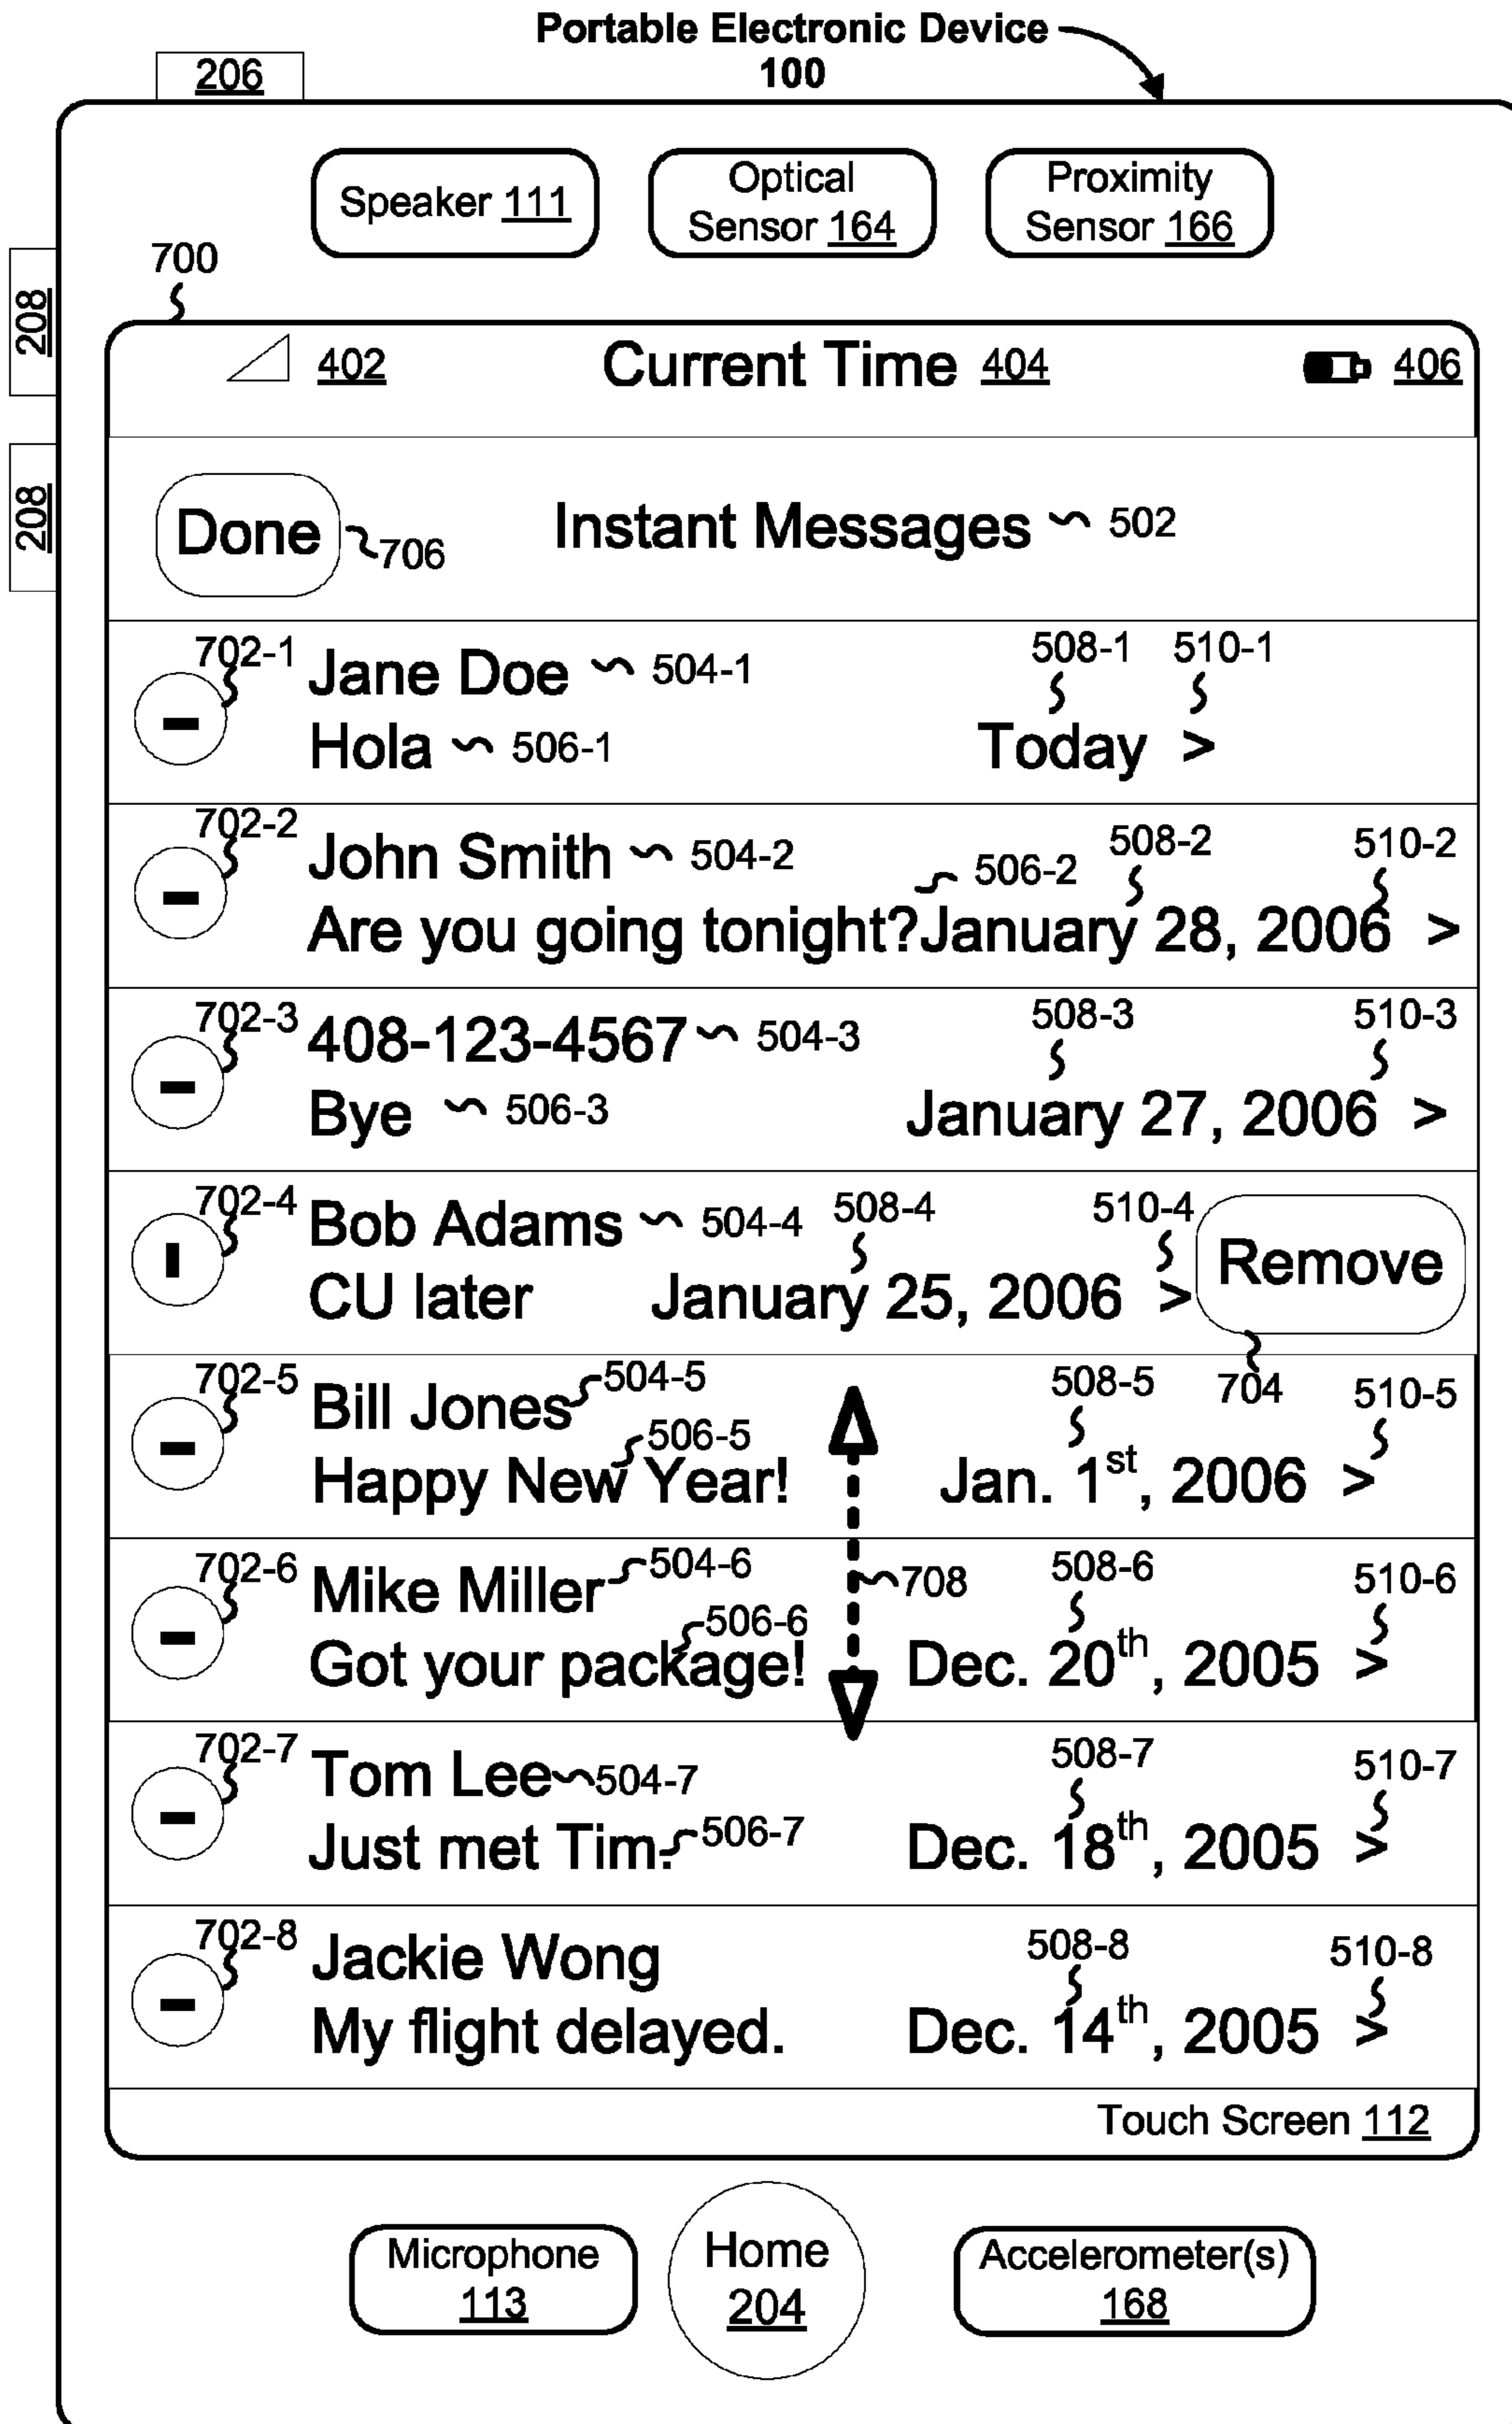 Portable Electronic Device
100
206
Speaker 111
Optical
Sensor 164
Proximity
Sensor 166
700
208
208
402
Current Time 404
406
Done
706
Instant Messages
502
702-1
Jane Doe
504-1
508-1
510-1
–
Hola
506-1
Today >
702-2
John Smith
504-2
506-2
508-2
510-2
–
Are you going tonight? January 28, 2006 >
702-3
408-123-4567
504-3
508-3
510-3
–
Bye
506-3
January 27, 2006 >
702-4
Bob Adams
504-4
508-4
510-4
Remove
CU later
January 25, 2006 >
704
702-5
Bill Jones
504-5
508-5
510-5
–
506-5
Happy New Year!
Jan. 1st, 2006 >
702-6
Mike Miller
504-6
708
508-6
510-6
–
506-6
Got your package!
Dec. 20th, 2005 >
702-7
Tom Lee
504-7
508-7
510-7
–
Just met Tim.
506-7
Dec. 18th, 2005 >
702-8
Jackie Wong
508-8
510-8
–
My flight delayed.
Dec. 14th, 2005 >
Touch Screen 112
Microphone
113
Home
204
Accelerometer(s)
168